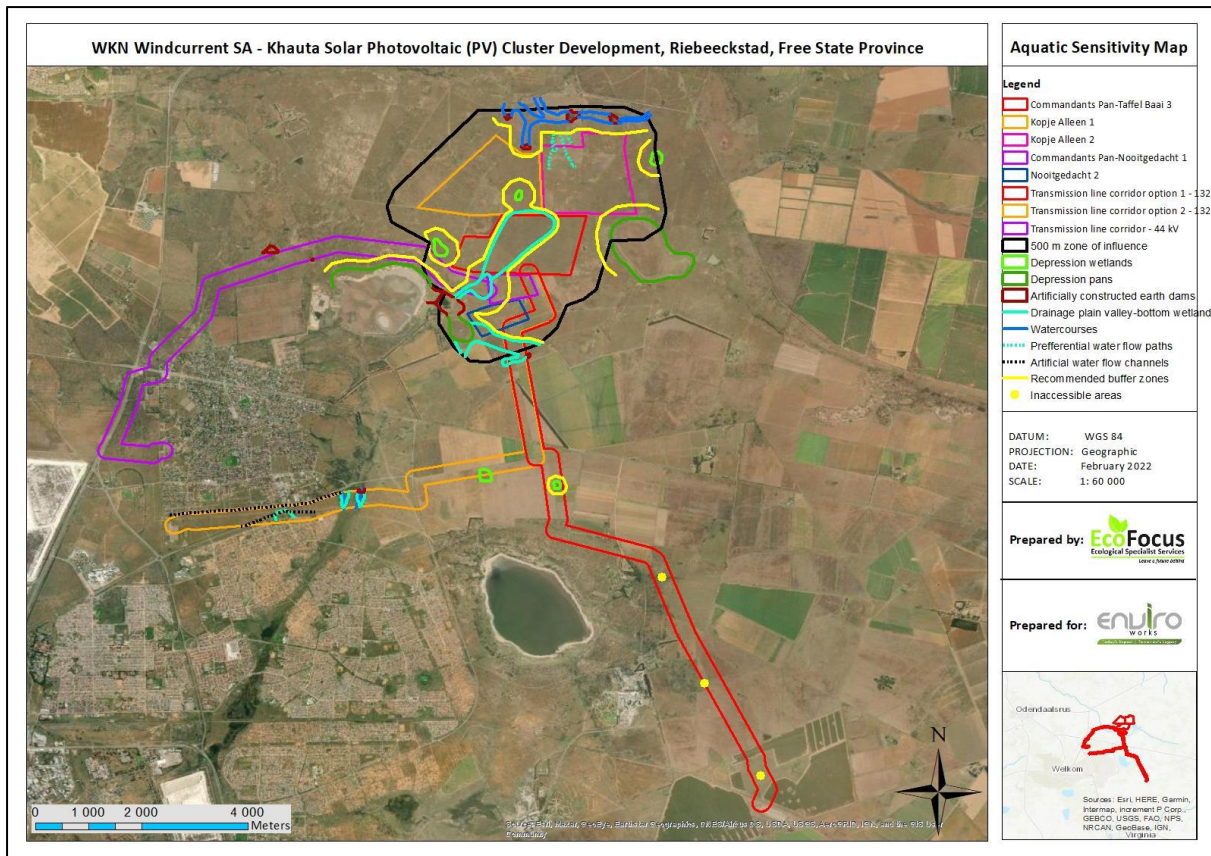 WKN Windcurrent SA - Khauta Solar Photovoltaic (PV) Cluster Development, Riebeeckstad, Free State Province
Aquatic Sensitivity Map
Legend
Commandants Pan-Taffel Baai 3
Kopje Alleen 1
Kopje Alleen 2
Commandants Pan-Nooitgedacht 1
Nooitgedacht 2
Transmission line corridor option 1 - 132
Transmission line corridor option 2 - 132
Transmission line corridor - 44 kV
500 m zone of influence
Depression wetlands
Depression pans
Artificially constructed earth dams
Drainage plain valley-bottom wetland
Watercourses
Prefferential water flow paths
Artificial water flow channels
Recommended buffer zones
Inaccessible areas
DATUM: WGS 84
PROJECTION: Geographic
DATE: February 2022
SCALE: 1: 60 000
Prepared by: EcoFocus
Ecological Specialist Services
Leave a future behind
Prepared for: enviro
works
Odendaalsrus
Welkom
Virginia
Sources: Esri, HERE, Garmin,
Intermap, increment P Corp.,
GEBCO, USGS, FAO, NPS,
NRCAN, GeoBase, IGN,
N
0 1 000 2 000 4 000
Meters
Community